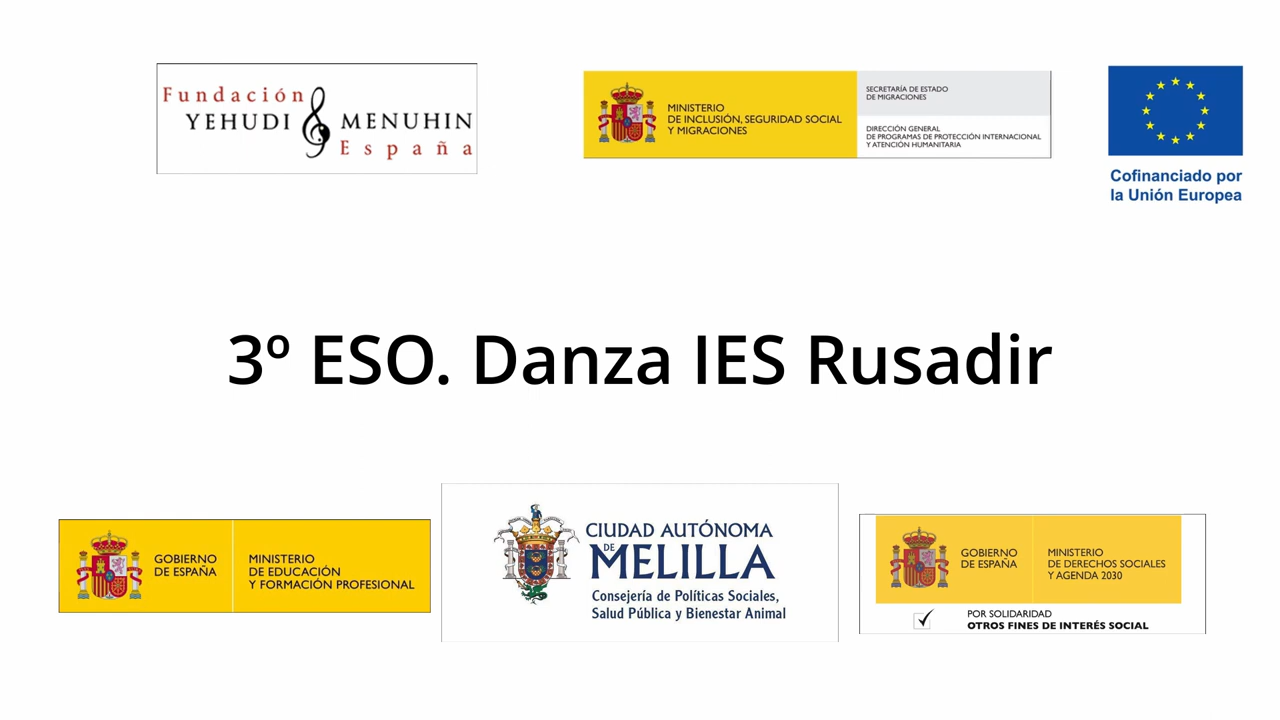 Fundación
YEHUDI MENUHIN
España
MINISTERIO
DE INCLUSIÓN, SEGURIDAD SOCIAL
Y MIGRACIONES
SECRETARÍA DE ESTADO
DE MIGRACIONES
DIRECCIÓN GENERAL
DE PROGRAMAS DE PROTECCIÓN INTERNACIONAL
Y ATENCIÓN HUMANITARIA
Cofinanciado por
la Unión Europea
3º ESO. Danza IES Rusadir
GOBIERNO
DE ESPAÑA
MINISTERIO
DE EDUCACIÓN
Y FORMACIÓN PROFESIONAL
CIUDAD AUTÓNOMA
DE MELILLA
Consejería de Políticas Sociales,
Salud Pública y Bienestar Animal
GOBIERNO
DE ESPAÑA
MINISTERIO
DE DERECHOS SOCIALES
Y AGENDA 2030
POR SOLIDARIDAD
OTROS FINES DE INTERÉS SOCIAL